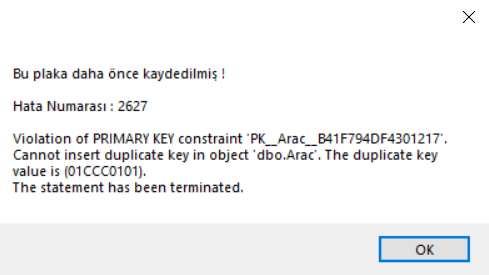 Bu plaka daha önce kaydedilmiş !
Hata Numarası : 2627
Violation of PRIMARY KEY constraint 'PK__Arac__B41F794DF4301217'.
Cannot insert duplicate key in object 'dbo.Arac'. The duplicate key
value is (01CCC0101).
The statement has been terminated.
OK